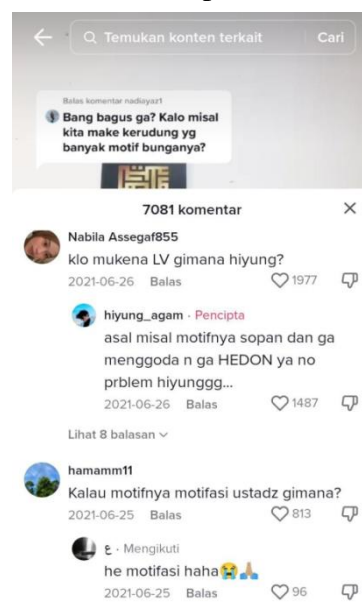 Temukan konten terkait
Cari
Balas komentar nadiayaz1
Bang bagus ga? Kalo misal
kita make kerudung yg
banyak motif bunganya?
7081 komentar
Nabila Assegaf855
klo mukena LV gimana hiyung?
2021-06-26 Balas 1977
hiyung_agam · Pencipta
asal misal motifnya sopan dan ga
menggoda n ga HEDON ya no
prblem hiyunggg...
2021-06-26 Balas 1487
Lihat 8 balasan
hamamm11
Kalau motifnya motifasi ustadz gimana?
2021-06-25 Balas 813
ع · Mengikuti
he motifasi haha😭🙏🏼
2021-06-25 Balas 96